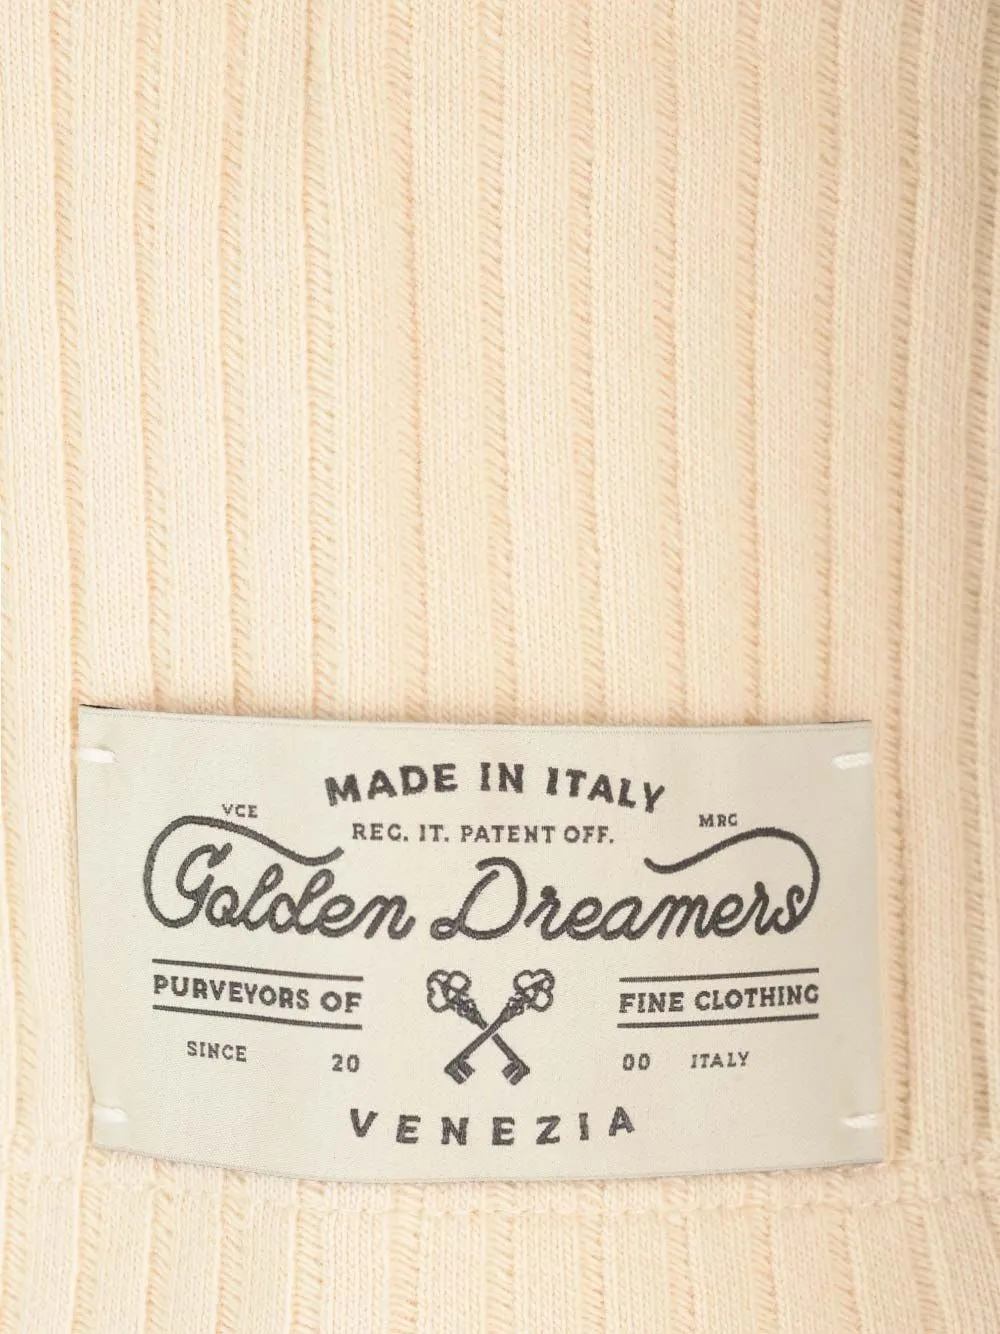 MADE IN ITALY
VCE
REC. IT. PATENT OFF.
MRC
Golden Dreamers
PURVEYORS OF
FINE CLOTHING
SINCE 20 00 ITALY
VENEZIA